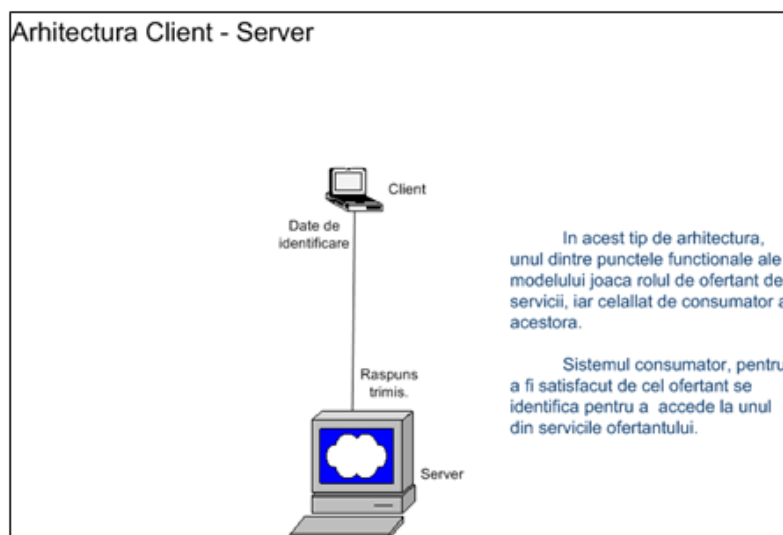 Arhitectura Client - Server
Client
Date de
identificare
In acest tip de arhitectura,
unul dintre punctele functionale ale
modelului joaca rolul de ofertant de
servicii, iar celallat de consumator a
acestora.
Sistemul consumator, pentru
a fi satisfacut de cel ofertant se
identifica pentru a accede la unul
din servicile ofertantului.
Raspuns
trimis.
Server